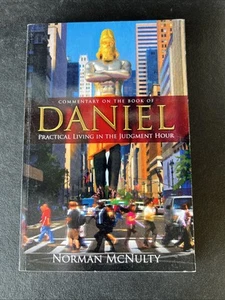 COMMENTARY ON THE BOOK OF
DANIEL
PRACTICAL LIVING IN THE JUDGMENT HOUR
NORMAN MCNULTY